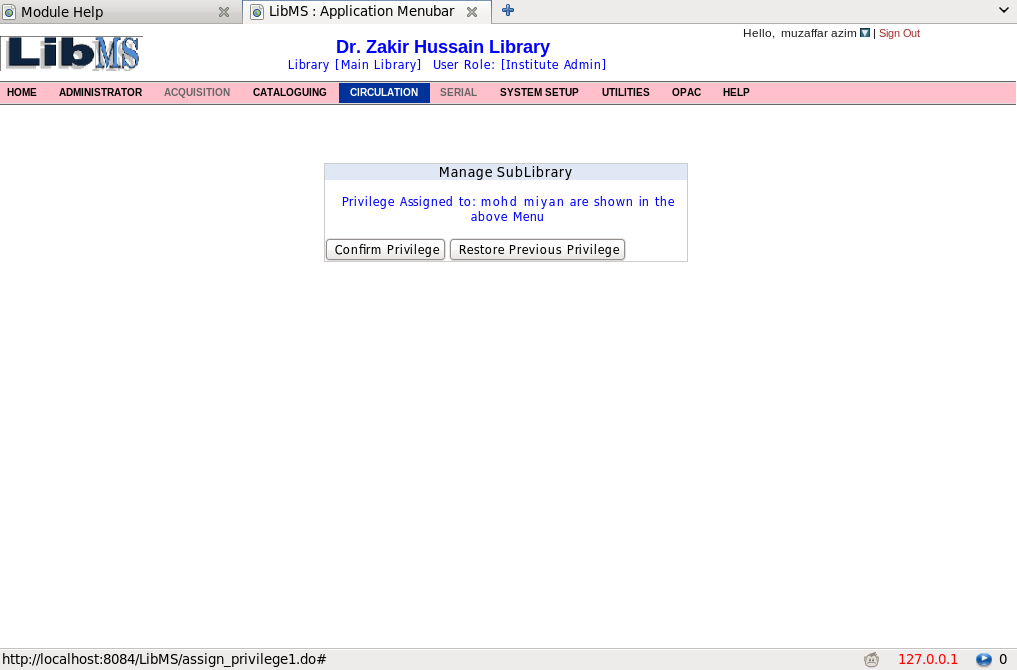 Module Help
LibMS : Application Menubar
Hello, muzaffar azim | Sign Out
LibMS
Dr. Zakir Hussain Library
Library [Main Library] User Role: [Institute Admin]
HOME ADMINISTRATOR ACQUISITION CATALOGUING CIRCULATION SERIAL SYSTEM SETUP UTILITIES OPAC HELP
Manage SubLibrary
Privilege Assigned to: mohd miyan are shown in the
above Menu
Confirm Privilege Restore Previous Privilege
http://localhost:8084/LibMS/assign_privilege1.do# 127.0.0.1 0